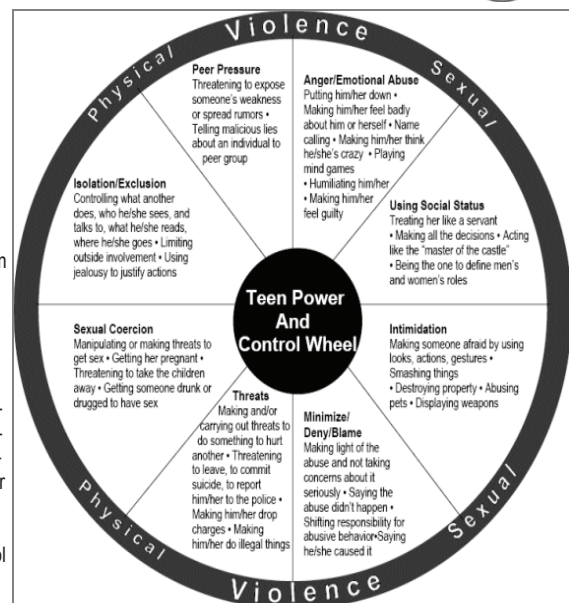 Physical
Violence
Sexual
Peer Pressure
Threatening to expose
someone's weakness
or spread rumors •
Telling malicious lies
about an individual to
peer group
Anger/Emotional Abuse
Putting him/her down •
Making him/her feel badly
about him or herself • Name
calling • Making him/her think
he/she's crazy • Playing
mind games
• Humiliating him/her
• Making him/her
feel guilty
Isolation/Exclusion
Controlling what another
does, who he/she sees, and
talks to, what he/she reads,
where he/she goes • Limiting
outside involvement • Using
jealousy to justify actions
Using Social Status
Treating her like a servant
• Making all the decisions • Acting
like the "master of the castle"
• Being the one to define men's
and women's roles
Teen Power
And
Control Wheel
Sexual Coercion
Manipulating or making threats to
get sex • Getting her pregnant •
Threatening to take the children
away • Getting someone drunk or
drugged to have sex
Intimidation
Making someone afraid by using
looks, actions, gestures •
Smashing things
• Destroying property • Abusing
pets • Displaying weapons
Threats
Making and/or
carrying out threats to
do something to hurt
another • Threatening
to leave, to commit
suicide, to report
him/her to the police •
Making him/her drop
charges • Making
him/her do illegal things
Minimize/
Deny/Blame
Making light of the
abuse and not taking
concerns about it
seriously • Saying the
abuse didn't happen •
Shifting responsibility for
abusive behavior•Saying
he/she caused it
Physical
Violence
Sexual